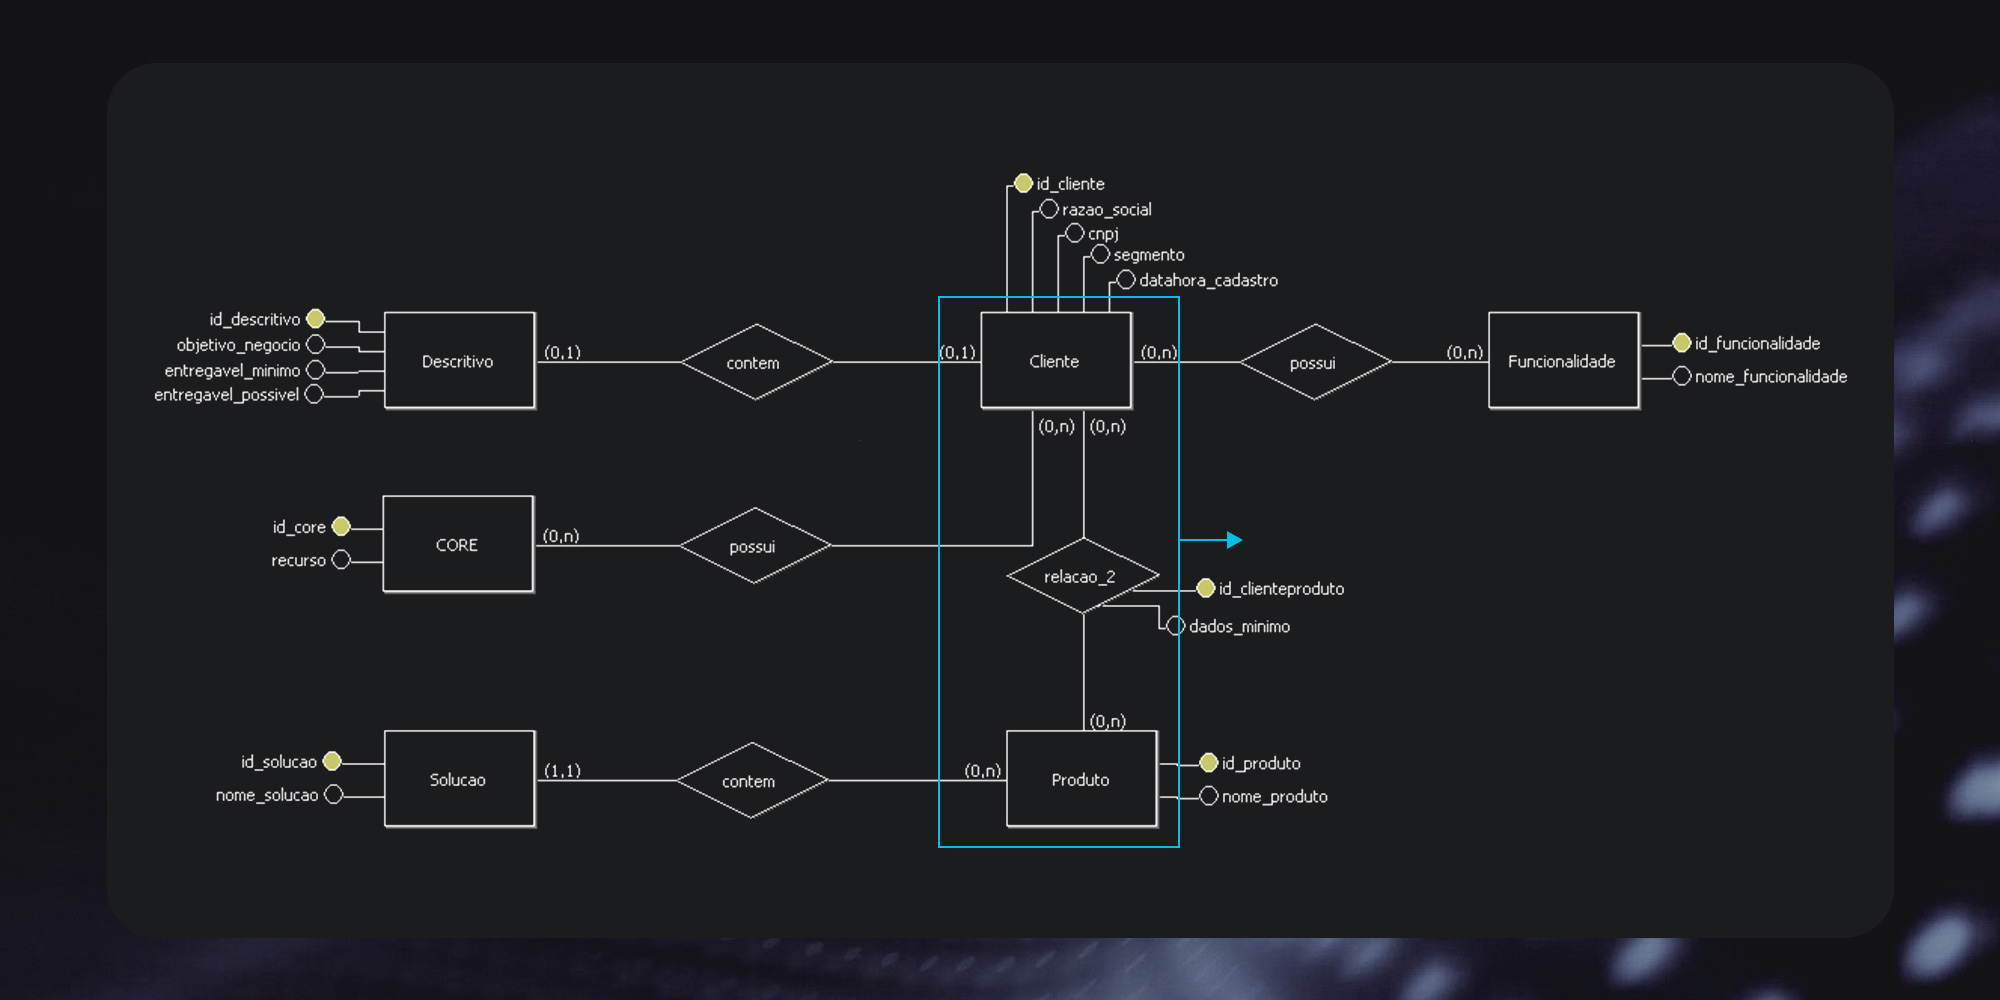 id_cliente
razao_social
cnpj
segmento
datahora_cadastro
id_descritivo
objetivo_negocio
entregavel_minimo
entregavel_possivel
Descritivo
(0,1)
contem
(0,1)
Cliente
(0,n)
possui
(0,n)
Funcionalidade
id_funcionalidade
nome_funcionalidade
(0,n) (0,n)
id_core
recurso
CORE
(0,n)
possui
relacao_2
id_clienteproduto
dados_minimo
(0,n)
id_solucao
nome_solucao
Solucao
(1,1)
contem
(0,n)
Produto
id_produto
nome_produto